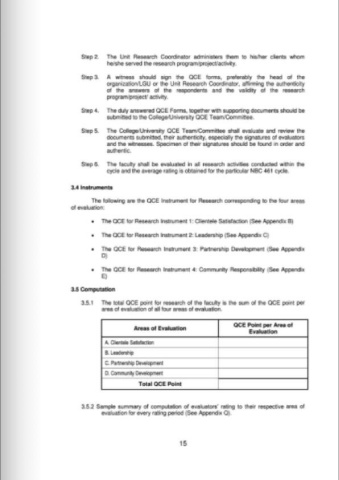 Step 2. The Unit Research Coordinator administers them to his/her clients whom
he/she served the research program/project/activity.
Step 3. A witness should sign the QCE forms, preferably the head of the
organization/LGU or the Unit Research Coordinator, affirming the authenticity
of the answers of the respondents and the validity of the research
program/project/ activity.
Step 4. The duly answered QCE Forms, together with supporting documents should be
submitted to the College/University QCE Team/Committee.
Step 5. The College/University QCE Team/Committee shall evaluate and review the
documents submitted, their authenticity, especially the signatures of evaluators
and the witnesses. Specimen of their signatures should be found in order and
authentic.
Step 6. The faculty shall be evaluated in all research activities conducted within the
cycle and the average rating is obtained for the particular NBC 461 cycle.
3.4 Instruments
The following are the QCE Instrument for Research corresponding to the four areas
of evaluation:
• The QCE for Research Instrument 1: Clientele Satisfaction (See Appendix B)
• The QCE for Research Instrument 2: Leadership (See Appendix C)
• The QCE for Research Instrument 3: Partnership Development (See Appendix
D)
• The QCE for Research Instrument 4: Community Responsibility (See Appendix
E)
3.5 Computation
3.5.1 The total QCE point for research of the faculty is the sum of the QCE point per
area of evaluation of all four areas of evaluation.
Areas of Evaluation
QCE Point per Area of
Evaluation
A. Clientele Satisfaction
B. Leadership
C. Partnership Development
D. Community Development
Total QCE Point
3.5.2 Sample summary of computation of evaluators' rating to their respective area of
evaluation for every rating period (See Appendix Q).
15